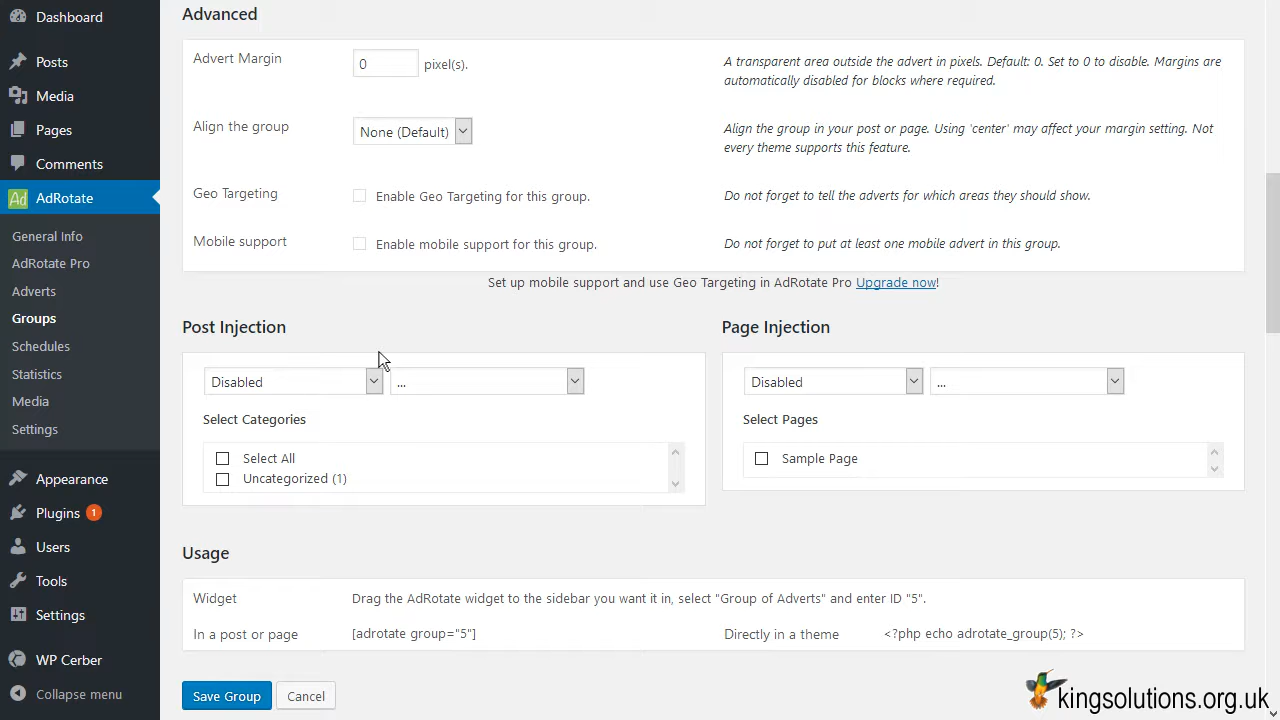 Dashboard
Posts
Media
Pages
Comments
Ad AdRotate
General Info
AdRotate Pro
Adverts
Groups
Schedules
Statistics
Media
Settings
Appearance
Plugins 1
Users
Tools
Settings
WP Cerber
Collapse menu
Advanced
Advert Margin
0 pixel(s).
A transparent area outside the advert in pixels. Default: 0. Set to 0 to disable. Margins are
automatically disabled for blocks where required.
Align the group
None (Default)
Align the group in your post or page. Using 'center' may affect your margin setting. Not
every theme supports this feature.
Geo Targeting
Enable Geo Targeting for this group.
Do not forget to tell the adverts for which areas they should show.
Mobile support
Enable mobile support for this group.
Do not forget to put at least one mobile advert in this group.
Set up mobile support and use Geo Targeting in AdRotate Pro Upgrade now!
Post Injection
Disabled
...
Select Categories
Select All
Uncategorized (1)
Page Injection
Disabled
...
Select Pages
Sample Page
Usage
Widget
Drag the AdRotate widget to the sidebar you want it in, select "Group of Adverts" and enter ID "5".
In a post or page
[adrotate group="5"]
Directly in a theme
<?php echo adrotate_group(5); ?>
Save Group
Cancel
kingsolutions.org.uk